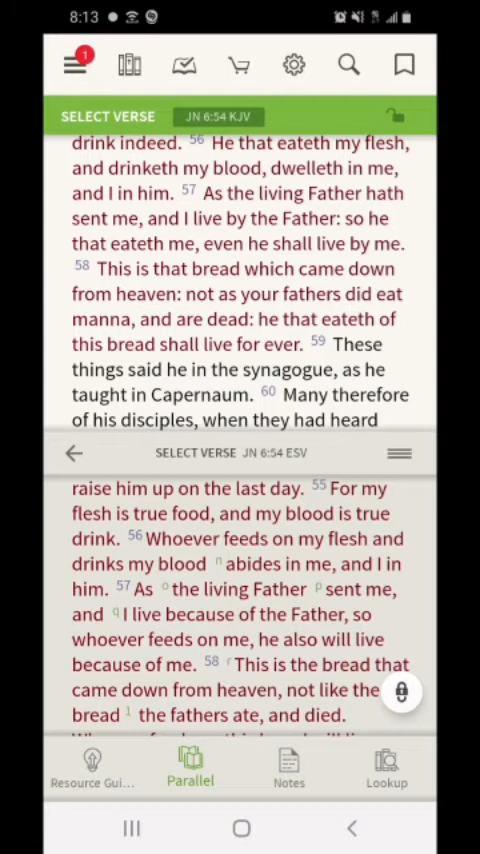 8:13
1
SELECT VERSE JN 6:54 KJV
drink indeed. 56 He that eateth my flesh,
and drinketh my blood, dwelleth in me,
and I in him. 57 As the living Father hath
sent me, and I live by the Father: so he
that eateth me, even he shall live by me.
58 This is that bread which came down
from heaven: not as your fathers did eat
manna, and are dead: he that eateth of
this bread shall live for ever. 59 These
things said he in the synagogue, as he
taught in Capernaum. 60 Many therefore
of his disciples, when they had heard
SELECT VERSE JN 6:54 ESV
raise him up on the last day. 55 For my
flesh is true food, and my blood is true
drink. 56 Whoever feeds on my flesh and
drinks my blood n abides in me, and I in
him. 57 As o the living Father p sent me,
and q I live because of the Father, so
whoever feeds on me, he also will live
because of me. 58 r This is the bread that
came down from heaven, not like the
bread 1 the fathers ate, and died.
Resource Gui... Parallel Notes Lookup